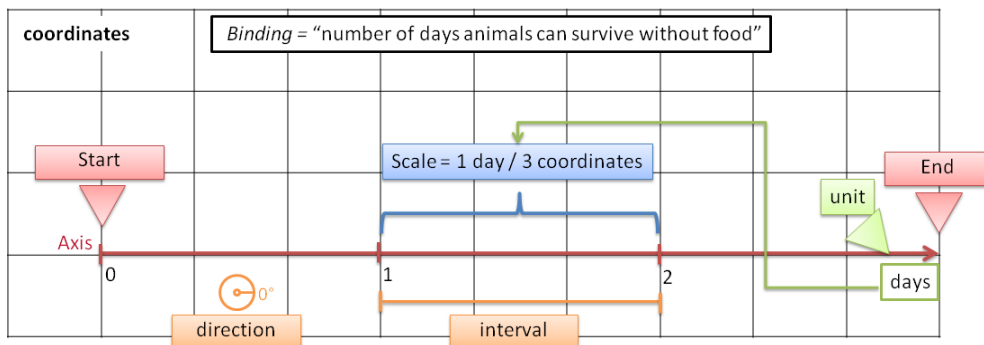 coordinates
Binding = “number of days animals can survive without food”
Start
Scale = 1 day / 3 coordinates
End
unit
Axis
0
1
2
0°
days
direction
interval